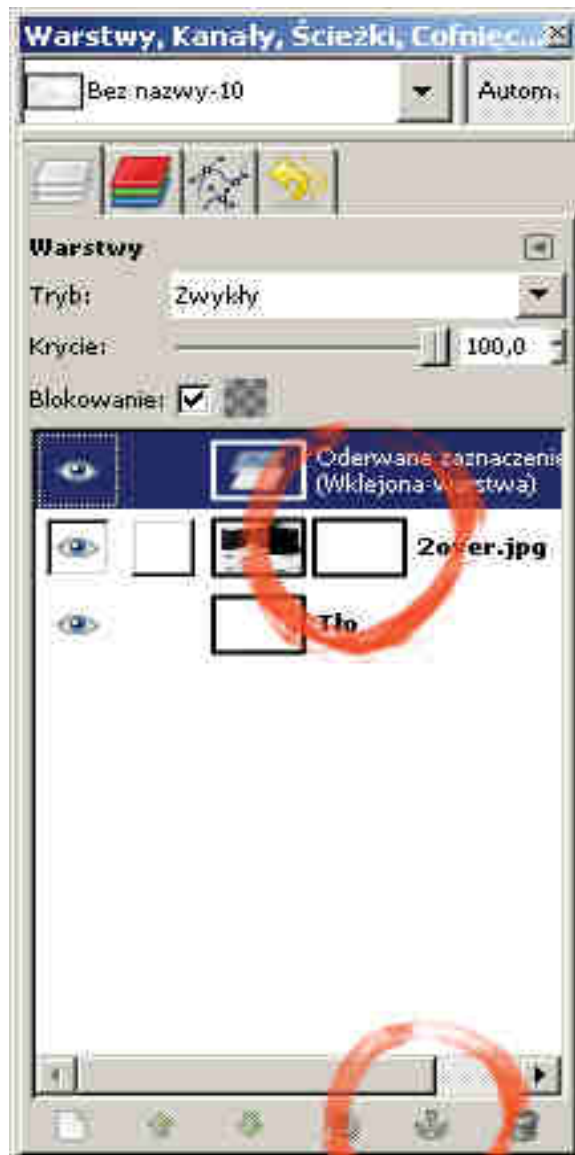 Warstwy, Kanały, Ścieżki, Cofnięc...
Bez nazwy-10
Autom.
Warstwy
Tryb: Zwykły
Krycie: 100,0
Blokowanie:
Oderwane zaznaczenie
(Wklejona warstwa)
2over.jpg
Tło